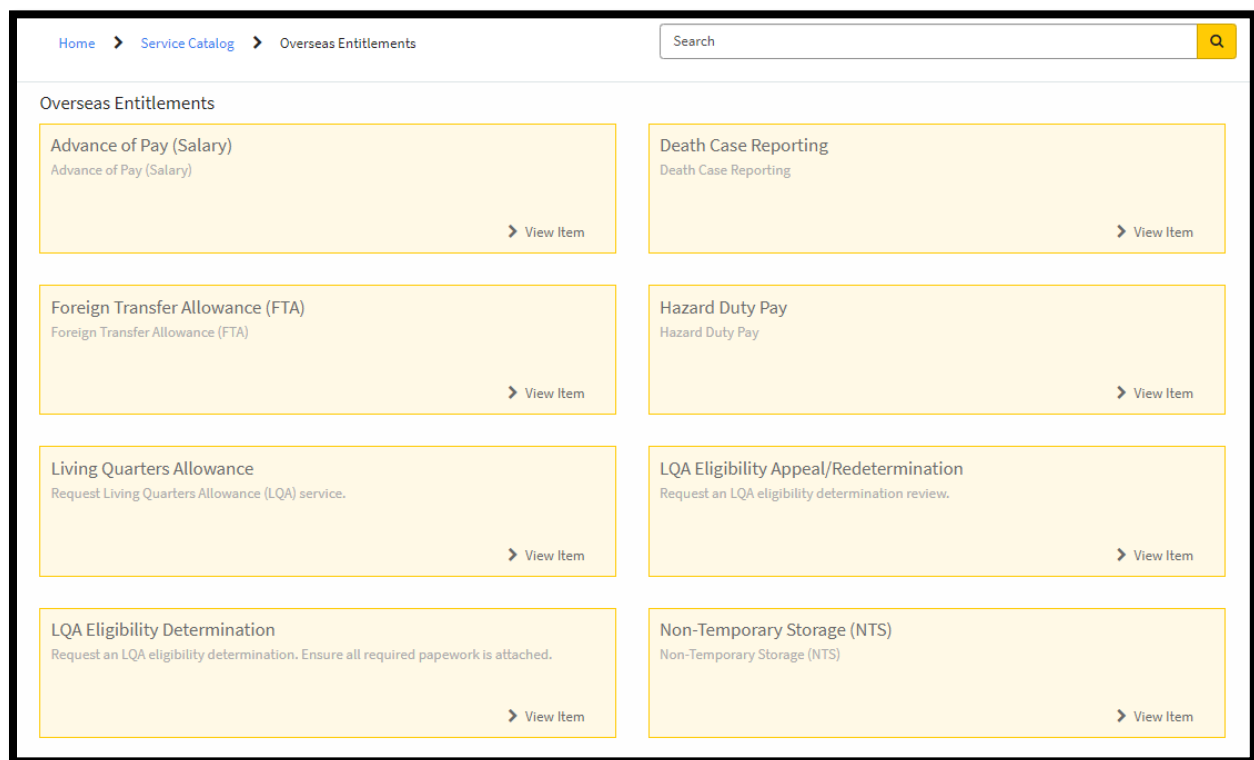 Home > Service Catalog > Overseas Entitlements
Search
Overseas Entitlements
Advance of Pay (Salary)
Advance of Pay (Salary)
View Item
Death Case Reporting
Death Case Reporting
View Item
Foreign Transfer Allowance (FTA)
Foreign Transfer Allowance (FTA)
View Item
Hazard Duty Pay
Hazard Duty Pay
View Item
Living Quarters Allowance
Request Living Quarters Allowance (LQA) service.
View Item
LQA Eligibility Appeal/Redetermination
Request an LQA eligibility determination review.
View Item
LQA Eligibility Determination
Request an LQA eligibility determination. Ensure all required papework is attached.
View Item
Non-Temporary Storage (NTS)
Non-Temporary Storage (NTS)
View Item